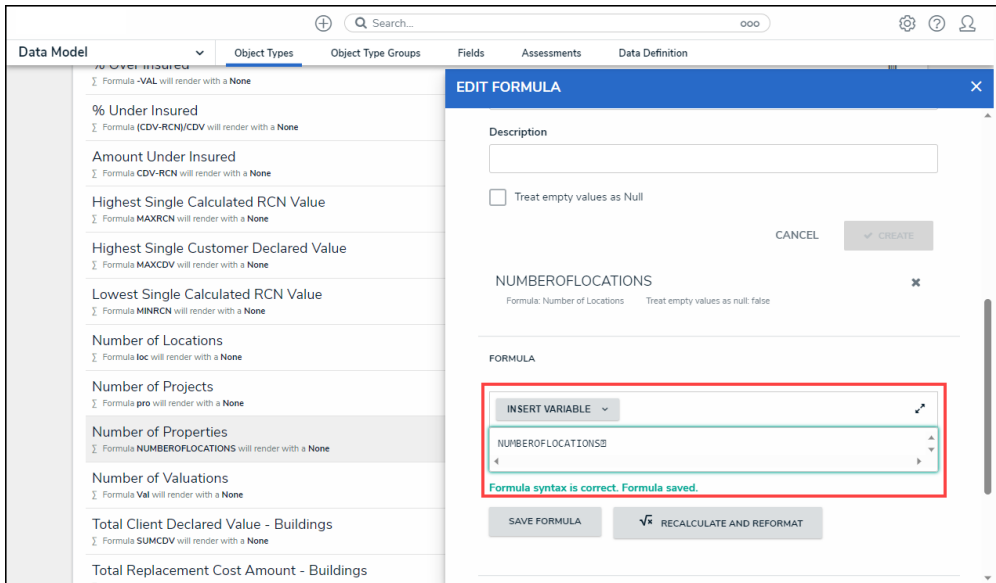 Search...
ooo
Data Model
Object Types
Object Type Groups
Fields
Assessments
Data Definition
% Over Insured
∑ Formula -VAL will render with a None
% Under Insured
∑ Formula (CDV-RCN)/CDV will render with a None
Amount Under Insured
∑ Formula CDV-RCN will render with a None
Highest Single Calculated RCN Value
∑ Formula MAXRCN will render with a None
Highest Single Customer Declared Value
∑ Formula MAXCDV will render with a None
Lowest Single Calculated RCN Value
∑ Formula MINRCN will render with a None
Number of Locations
∑ Formula loc will render with a None
Number of Projects
∑ Formula pro will render with a None
Number of Properties
∑ Formula NUMBEROFLOCATIONS will render with a None
Number of Valuations
∑ Formula Val will render with a None
Total Client Declared Value - Buildings
∑ Formula SUMCDV will render with a None
Total Replacement Cost Amount - Buildings
EDIT FORMULA
Description
Treat empty values as Null
CANCEL
✓ CREATE
NUMBEROFLOCATIONS
Formula: Number of Locations Treat empty values as null: false
FORMULA
INSERT VARIABLE
NUMBEROFLOCATIONS
Formula syntax is correct. Formula saved.
SAVE FORMULA
√x RECALCULATE AND REFORMAT